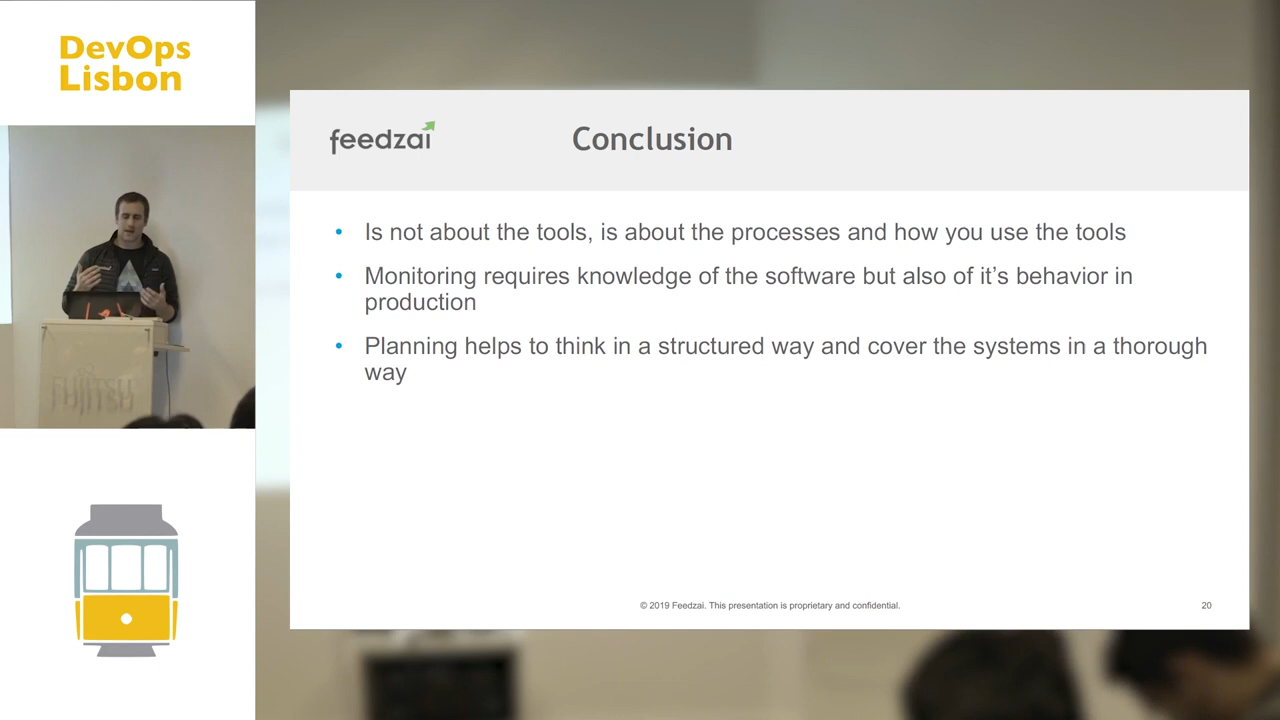 DevOps
Lisbon
FUJITSU
feedzai
Conclusion
• Is not about the tools, is about the processes and how you use the tools
• Monitoring requires knowledge of the software but also of it’s behavior in
production
• Planning helps to think in a structured way and cover the systems in a thorough
way
© 2019 Feedzai. This presentation is proprietary and confidential.
20